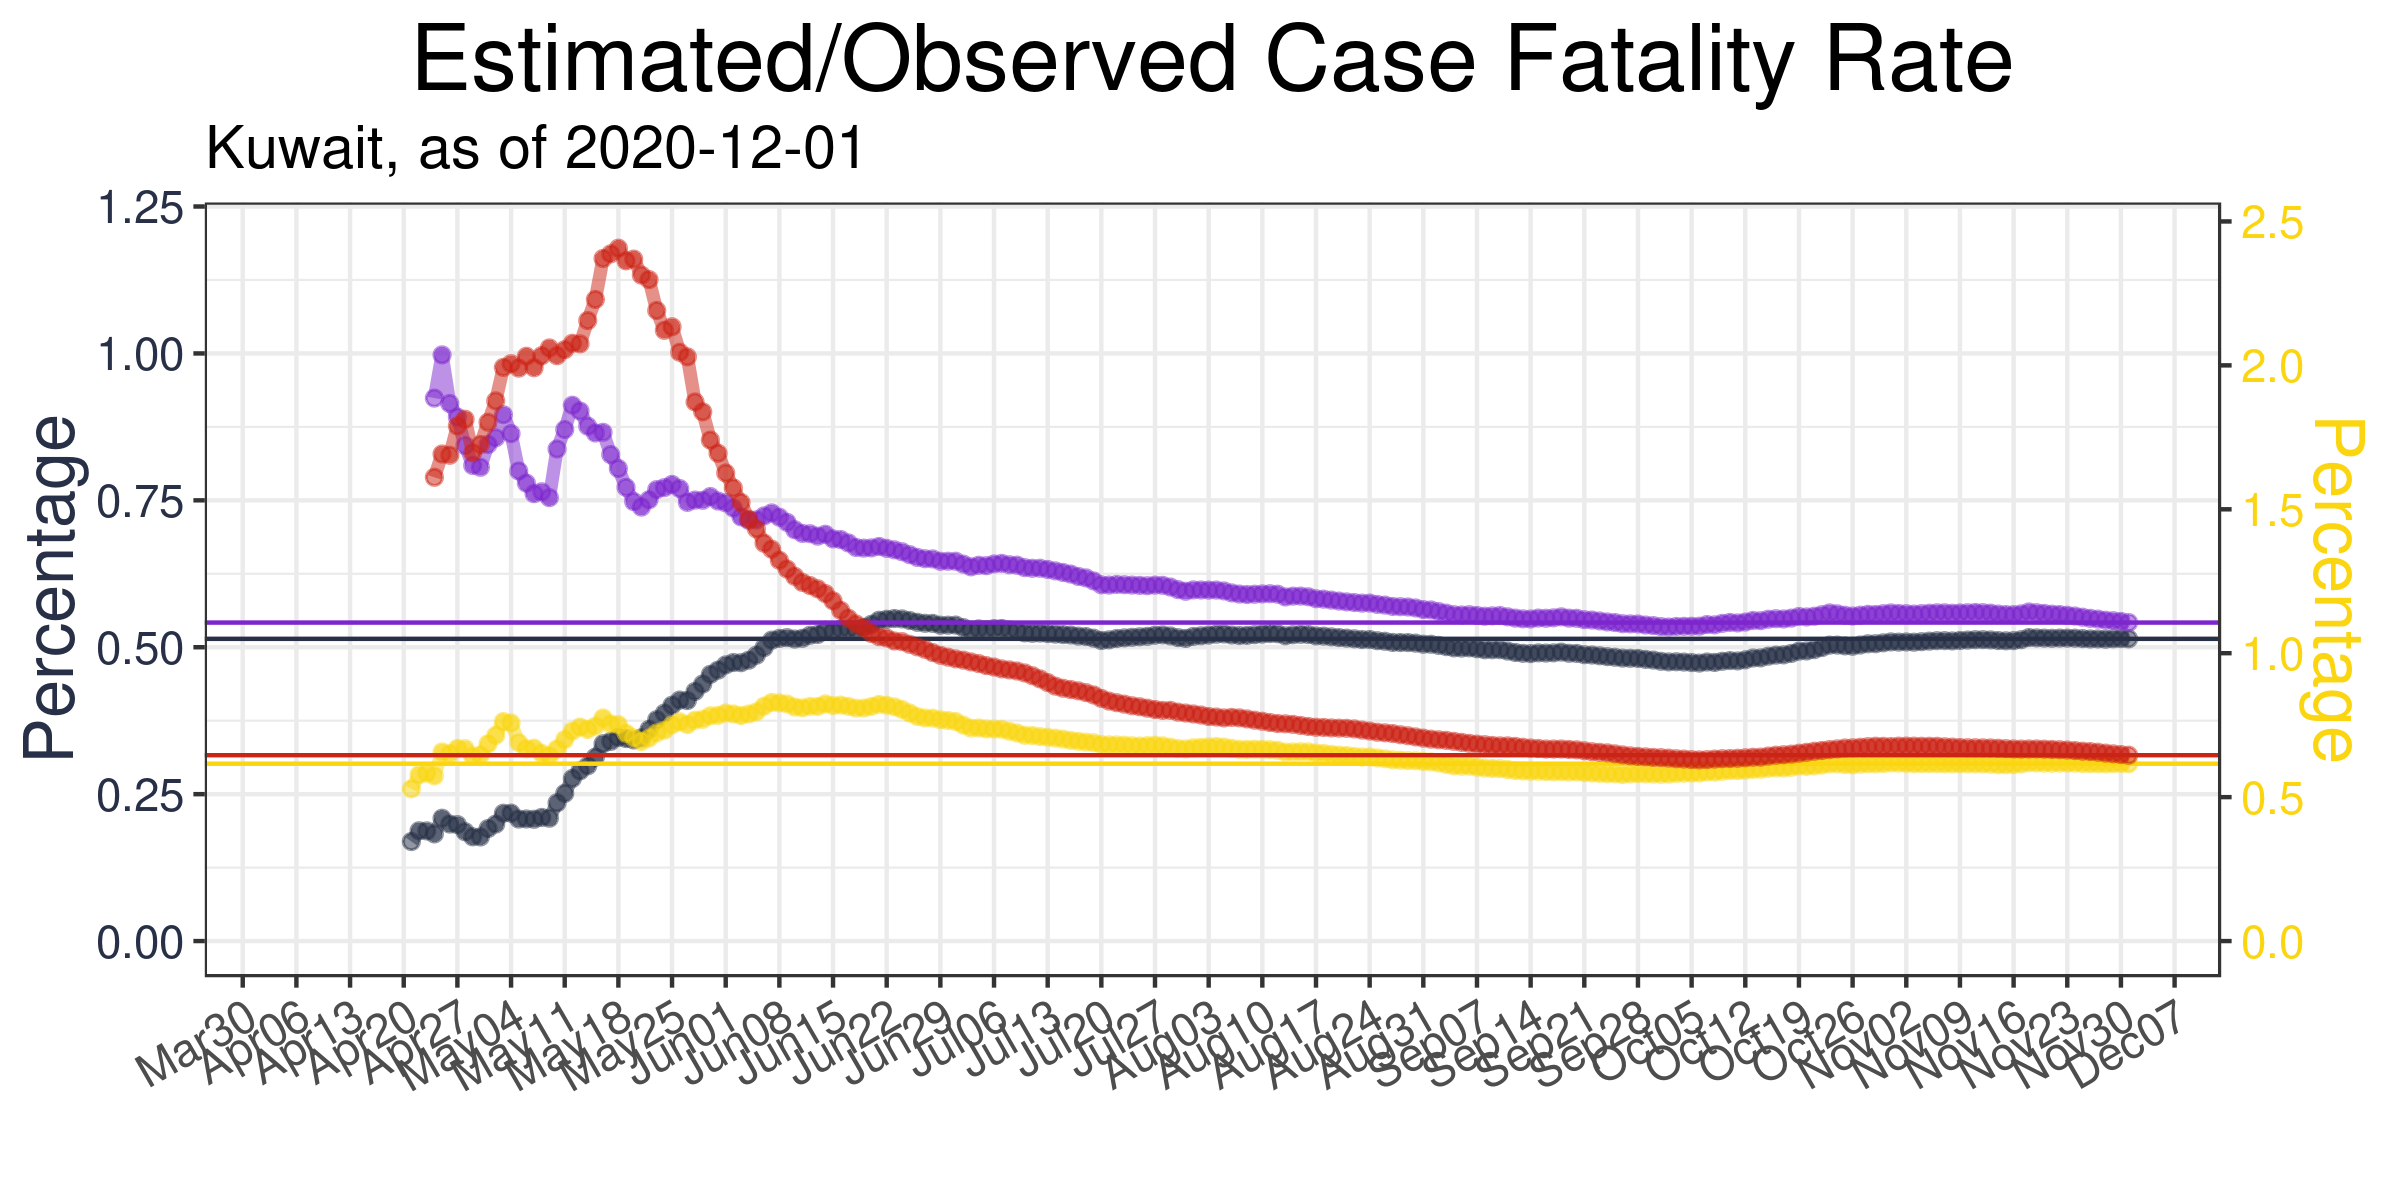 Estimated/Observed Case Fatality Rate
Kuwait, as of 2020-12-01
Percentage
1.25
1.00
0.75
0.50
0.25
0.00
2.5
2.0
1.5
1.0
0.5
0.0
Percentage
Mar30
Apr06
Apr13
Apr20
Apr27
May04
May11
May18
May25
Jun01
Jun08
Jun15
Jun22
Jun29
Jul06
Jul13
Jul20
Jul27
Aug03
Aug10
Aug17
Aug24
Aug31
Sep07
Sep14
Sep21
Sep28
Oct05
Oct12
Oct19
Oct26
Nov02
Nov09
Nov16
Nov23
Nov30
Dec07